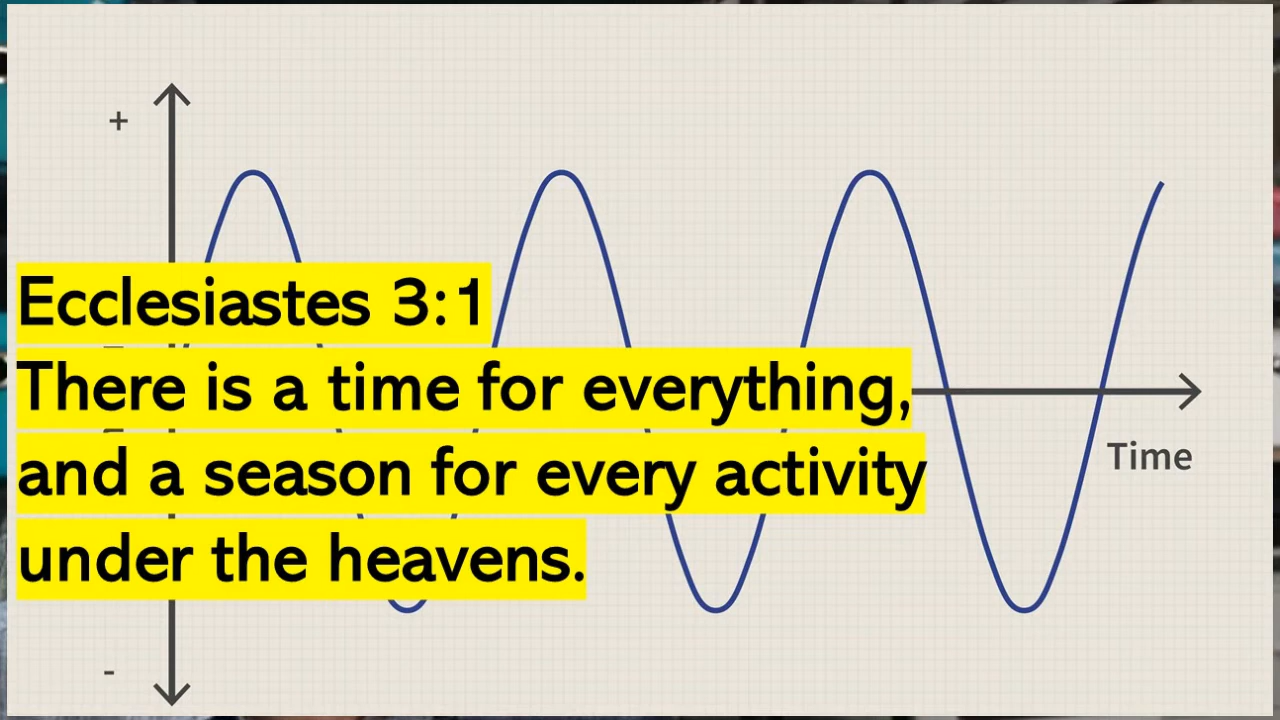 +
Ecclesiastes 3:1
There is a time for everything,
and a season for every activity
under the heavens.
Time
-